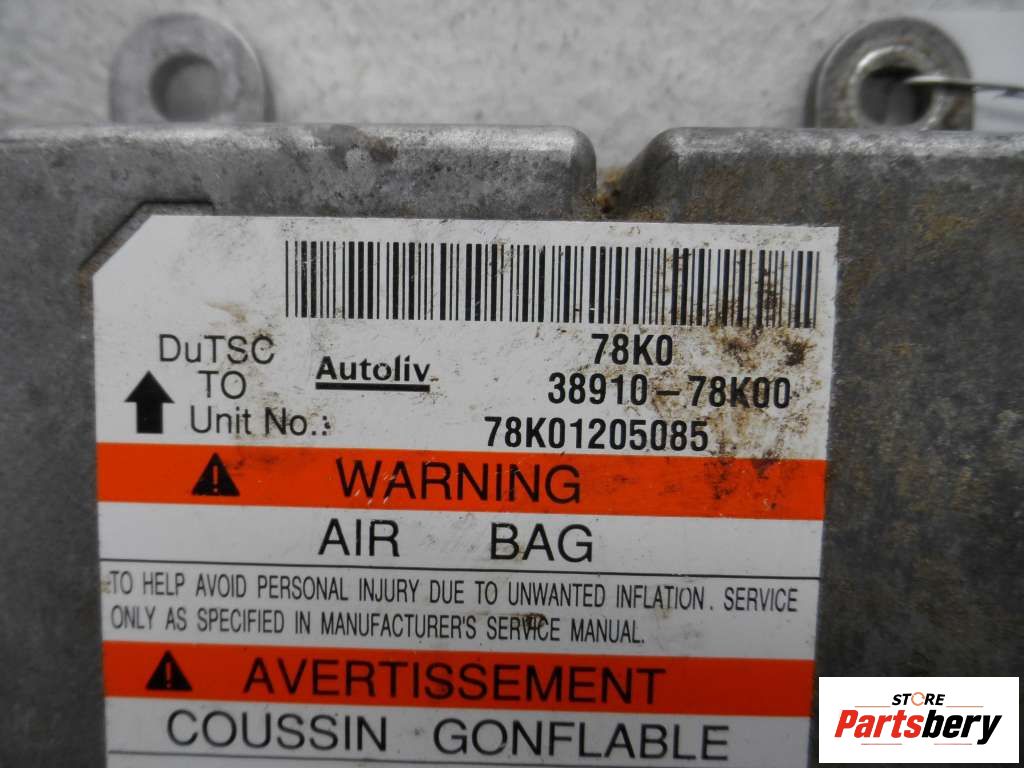 DuTSC
TO
Unit No.:
Autoliv
78K0
38910-78K00
78K01205085
WARNING
AIR BAG
TO HELP AVOID PERSONAL INJURY DUE TO UNWANTED INFLATION. SERVICE
ONLY AS SPECIFIED IN MANUFACTURER'S SERVICE MANUAL.
AVERTISSEMENT
COUSSIN GONFLABLE
STORE
Partsbery